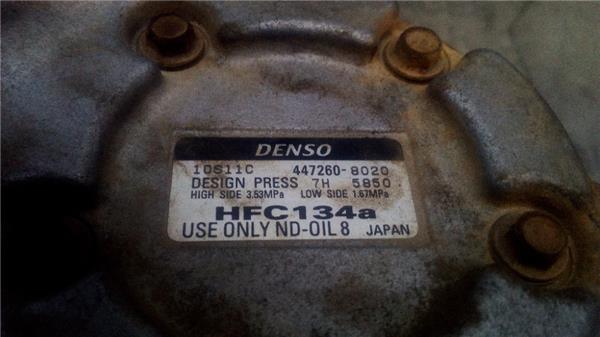 DENSO
10S11C 447260-8020
DESIGN PRESS 7H 5850
HIGH SIDE 3.53MPa LOW SIDE 1.67MPa
HFC134a
USE ONLY ND-OIL 8 JAPAN